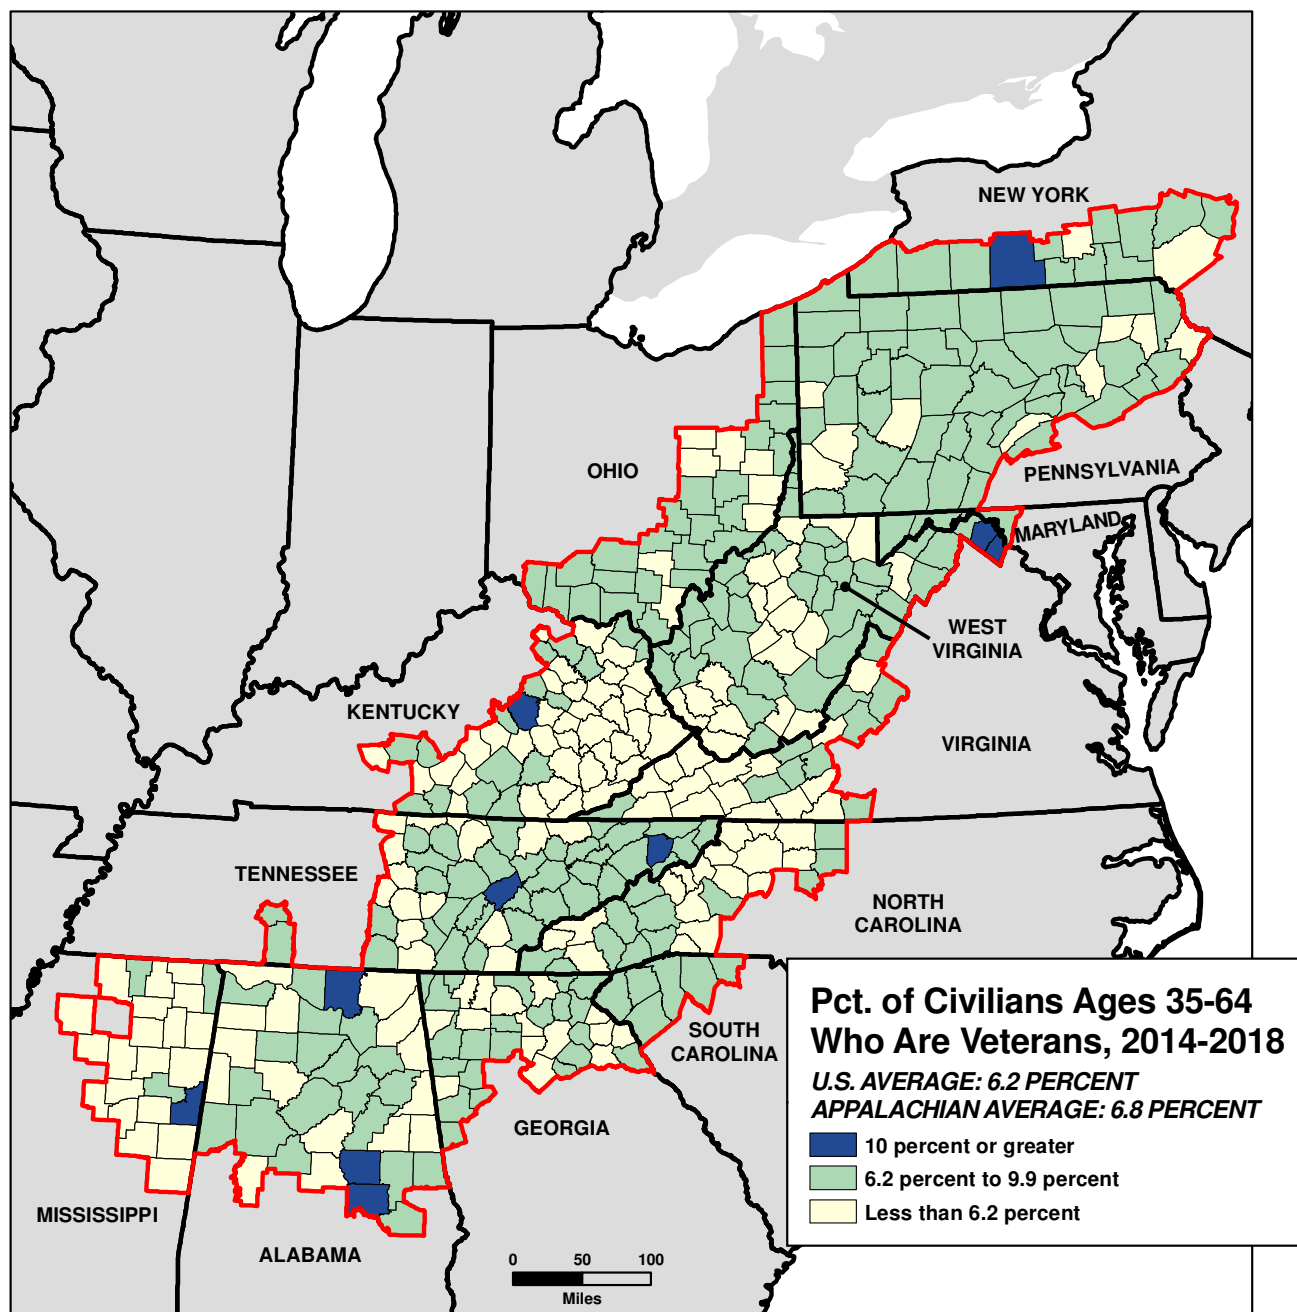 NEW YORK
OHIO
PENNSYLVANIA
MARYLAND
WEST
VIRGINIA
KENTUCKY
VIRGINIA
TENNESSEE
NORTH
CAROLINA
SOUTH
CAROLINA
GEORGIA
MISSISSIPPI
ALABAMA
Pct. of Civilians Ages 35-64
Who Are Veterans, 2014-2018
U.S. AVERAGE: 6.2 PERCENT
APPALACHIAN AVERAGE: 6.8 PERCENT
10 percent or greater
6.2 percent to 9.9 percent
Less than 6.2 percent
0 50 100
Miles